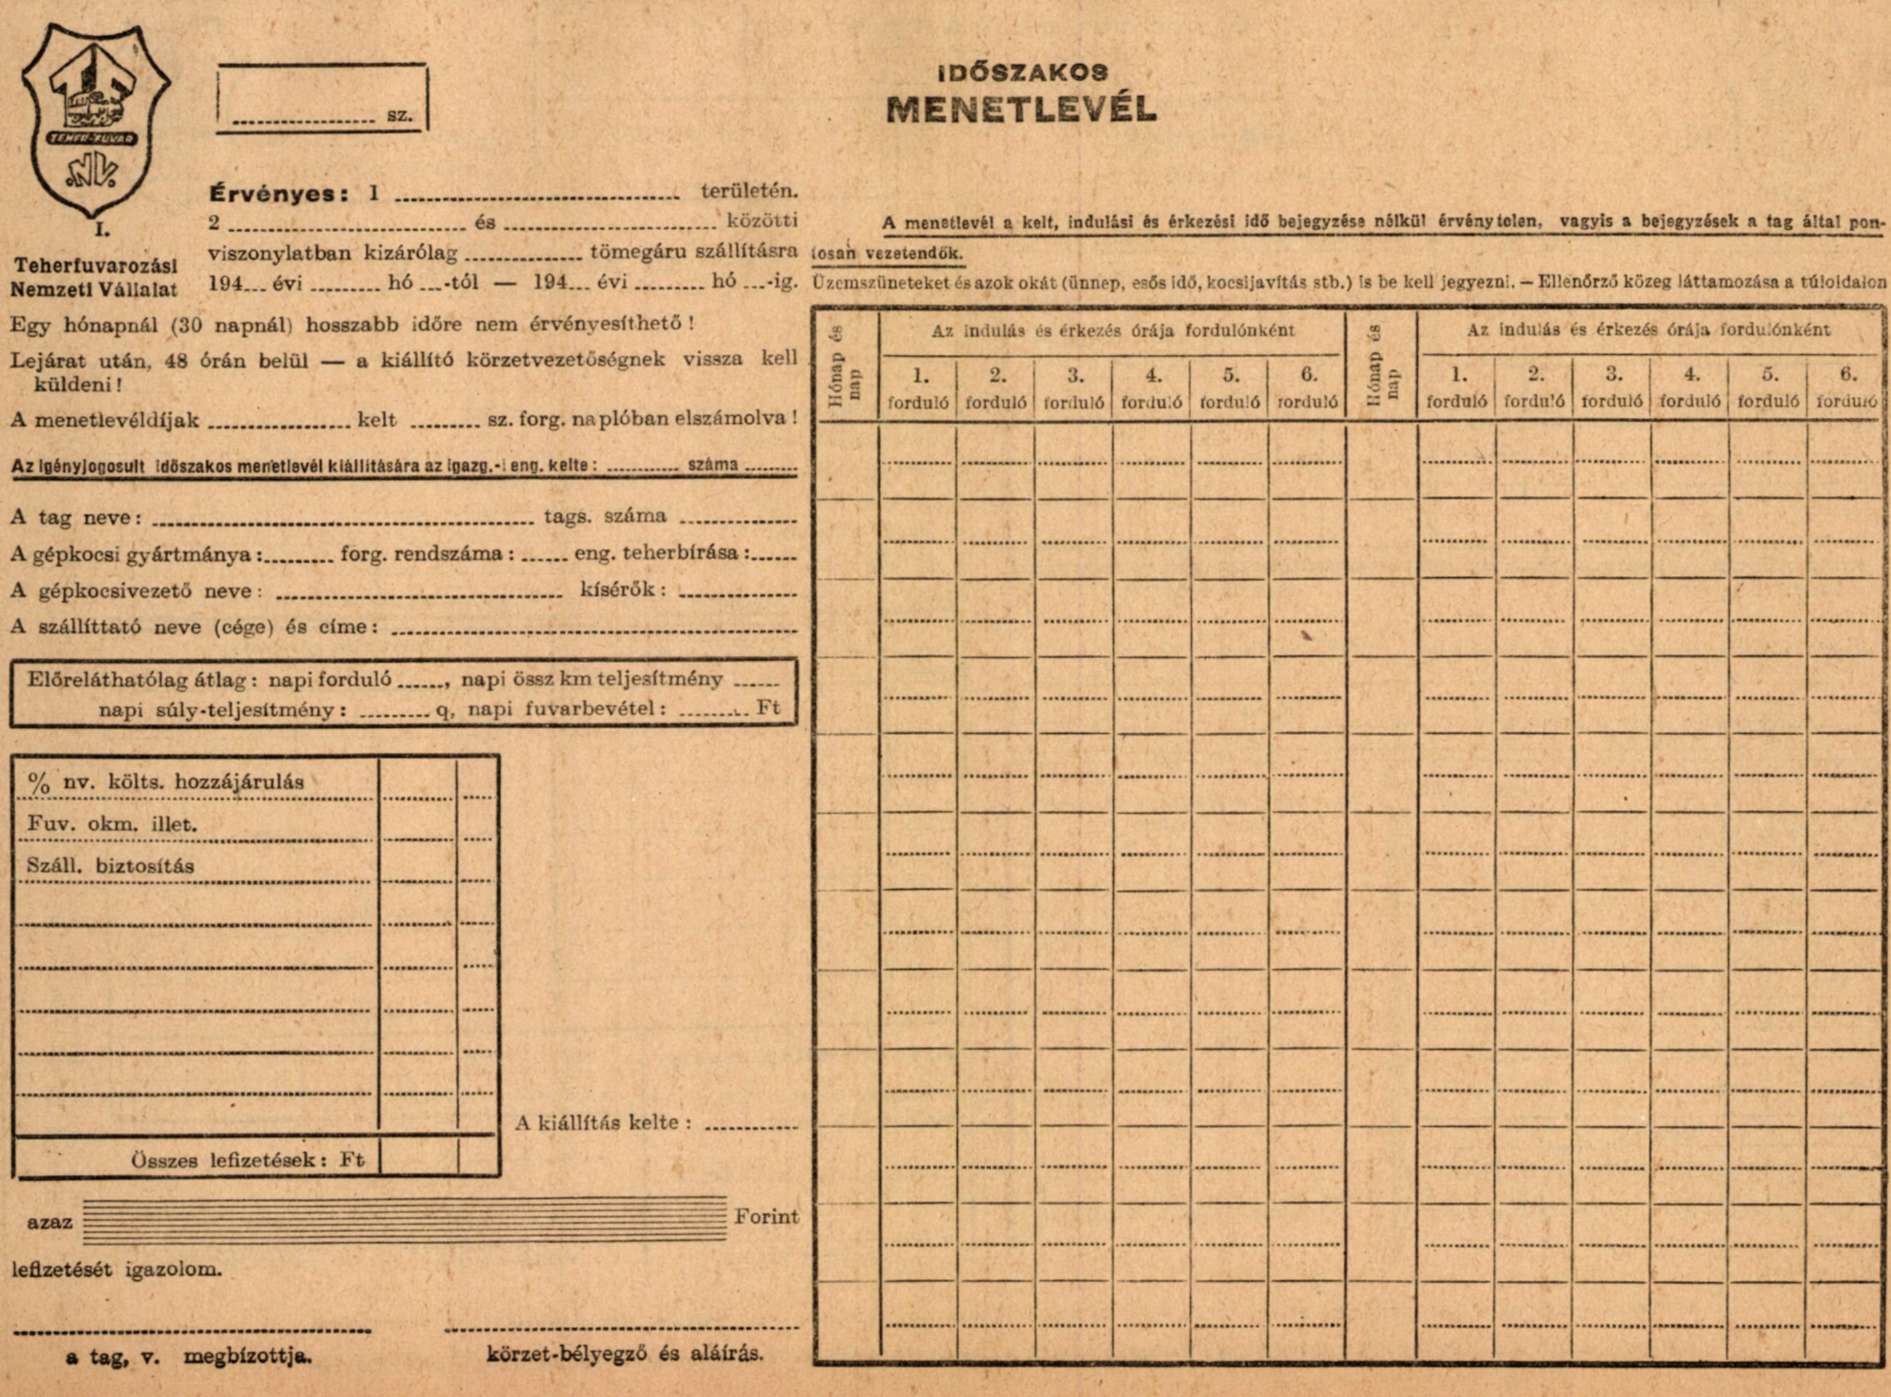 IDŐSZAKOS
MENETLEVÉL
.................. sz.
TEHERFUVAR
NV.
I.
Teherfuvarozási
Nemzeti Vállalat
Érvényes: 1 .................................... területén.
2 .............................. és ........................... közötti
viszonylatban kizárólag ............... tömegáru szállításra
194... évi ......... hó ....-tól — 194... évi ......... hó ...-ig.
Egy hónapnál (30 napnál) hosszabb időre nem érvényesíthető !
Lejárat után, 48 órán belül — a kiállító körzetvezetőségnek vissza kell
küldeni !
A menetlevéldíjak .................. kelt ......... sz. forg. naplóban elszámolva !
Az igényjogosult időszakos menetlevél kiállítására az igazg.-i eng. kelte : ............ száma .........
A tag neve: ................................................ tags. száma ...............
A gépkocsi gyártmánya :......... forg. rendszáma : ...... eng. teherbírása :......
A gépkocsivezető neve : .................................... kísérők : ...............
A szállíttató neve (cége) és címe : ....................................................
Előreláthatólag átlag : napi forduló ......, napi össz km teljesítmény ......
napi súly-teljesítmény : ......... q, napi fuvarbevétel : ......... Ft
% nv. költs. hozzájárulás
Fuv. okm. illet.
Száll. biztosítás
A kiállítás kelte : ............
Összes lefizetések : Ft
azaz Forint
lefizetését igazolom.
a tag, v. megbízottja.
körzet-bélyegző és aláírás.
A menetlevél a kelt, indulási és érkezési idő bejegyzése nélkül érvénytelen, vagyis a bejegyzések a tag által pon-
tosan vezetendők.
Üzemszüneteket és azok okát (ünnep, esős idő, kocsijavítás stb.) is be kell jegyezni. — Ellenőrző közeg láttamozása a túloldalon
Hónap és nap
Az indulás és érkezés órája fordulónként
Hónap és nap
Az indulás és érkezés órája fordulónként
1. 2. 3. 4. 5. 6. 1. 2. 3. 4. 5. 6.
forduló forduló forduló forduló forduló forduló forduló forduló forduló forduló forduló forduló